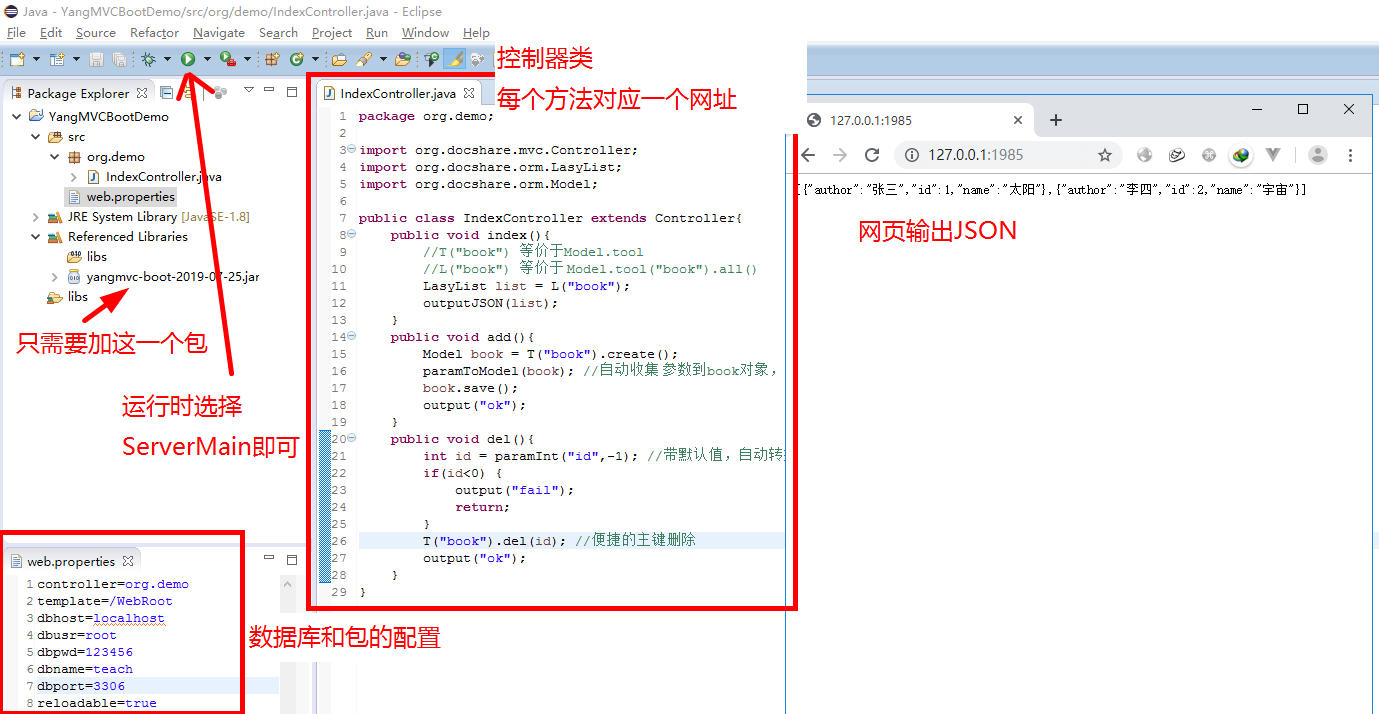 Java - YangMVCBootDemo/src/org/demo/IndexController.java - Eclipse
File Edit Source Refactor Navigate Search Project Run Window Help
控制器类
每个方法对应一个网址
Package Explorer
YangMVCBootDemo
src
org.demo
IndexController.java
web.properties
JRE System Library [JavaSE-1.8]
Referenced Libraries
libs
yangmvc-boot-2019-07-25.jar
libs
只需要加这一个包
运行时选择
ServerMain即可
IndexController.java
1 package org.demo;
2
3 import org.docshare.mvc.Controller;
4 import org.docshare.orm.LasyList;
5 import org.docshare.orm.Model;
6
7 public class IndexController extends Controller{
8 public void index(){
9 //T("book") 等价于Model.tool
10 //L("book") 等价于 Model.tool("book").all()
11 LasyList list = L("book");
12 outputJSON(list);
13 }
14 public void add(){
15 Model book = T("book").create();
16 paramToModel(book); //自动收集 参数到book对象，
17 book.save();
18 output("ok");
19 }
20 public void del(){
21 int id = paramInt("id",-1); //带默认值，自动转
22 if(id<0) {
23 output("fail");
24 return;
25 }
26 T("book").del(id); //便捷的主键删除
27 output("ok");
28 }
29 }
127.0.0.1:1985
127.0.0.1:1985
[{"author":"张三","id":1,"name":"太阳"},{"author":"李四","id":2,"name":"宇宙"}]
网页输出JSON
web.properties
1 controller=org.demo
2 template=/WebRoot
3 dbhost=localhost
4 dbusr=root
5 dbpwd=123456
6 dbname=teach
7 dbport=3306
8 reloadable=true
数据库和包的配置